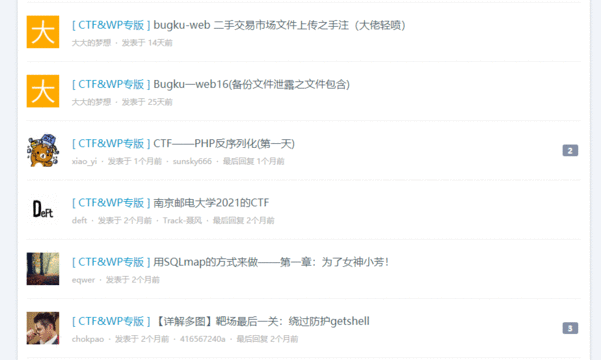 大
[ CTF&WP专版 ] bugku-web 二手交易市场文件上传之手注（大佬轻喷）
大大的梦想 · 发表于 14天前
大
[ CTF&WP专版 ] Bugku—web16(备份文件泄露之文件包含)
大大的梦想 · 发表于 25天前
[ CTF&WP专版 ] CTF——PHP反序列化(第一天)
2
xiao_yi · 发表于 1个月前 · sunsky666 · 最后回复 1个月前
Deft
[ CTF&WP专版 ] 南京邮电大学2021的CTF
deft · 发表于 2个月前 · Track-聂风 · 最后回复 2个月前
[ CTF&WP专版 ] 用SQLmap的方式来做——第一章：为了女神小芳！
eqwer · 发表于 2个月前
[ CTF&WP专版 ] 【详解多图】靶场最后一关：绕过防护getshell
3
chokpao · 发表于 2个月前 · 416567240a · 最后回复 2个月前